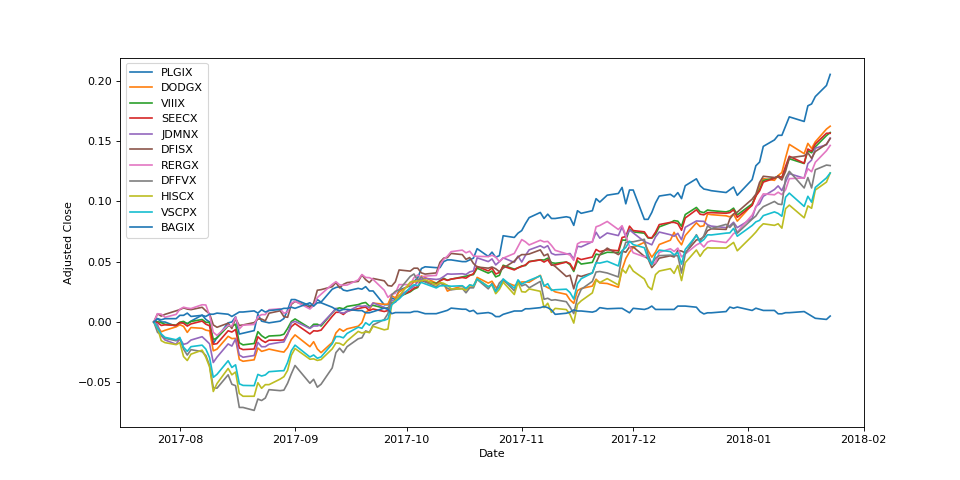 PLGIX
DODGX
VIIIX
SEECX
JDMNX
DFISX
RERGX
DFFVX
HISCX
VSCPX
BAGIX
0.20
0.15
0.10
0.05
0.00
−0.05
Adjusted Close
2017-08
2017-09
2017-10
2017-11
2017-12
2018-01
2018-02
Date